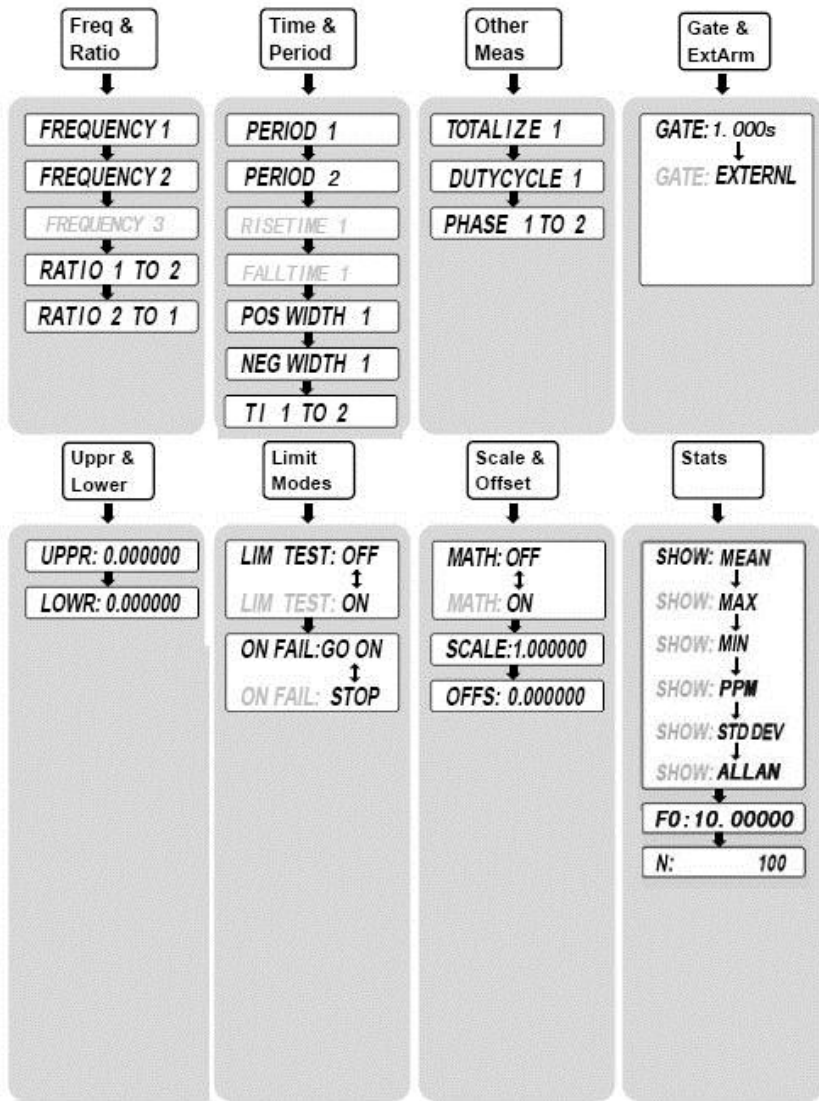 Freq &
Ratio
FREQUENCY 1
FREQUENCY 2
FREQUENCY 3
RATIO 1 TO 2
RATIO 2 TO 1
Time &
Period
PERIOD 1
PERIOD 2
RISETIME 1
FALLTIME 1
POS WIDTH 1
NEG WIDTH 1
TI 1 TO 2
Other
Meas
TOTALIZE 1
DUTYCYCLE 1
PHASE 1 TO 2
Gate &
ExtArm
GATE: 1. 000s
GATE: EXTERNL
Uppr &
Lower
UPPR: 0.000000
LOWR: 0.000000
Limit
Modes
LIM TEST: OFF
LIM TEST: ON
ON FAIL: GO ON
ON FAIL: STOP
Scale &
Offset
MATH: OFF
MATH: ON
SCALE:1.000000
OFFS: 0.000000
Stats
SHOW: MEAN
SHOW: MAX
SHOW: MIN
SHOW: PPM
SHOW: STD DEV
SHOW: ALLAN
F0:10. 00000
N: 100